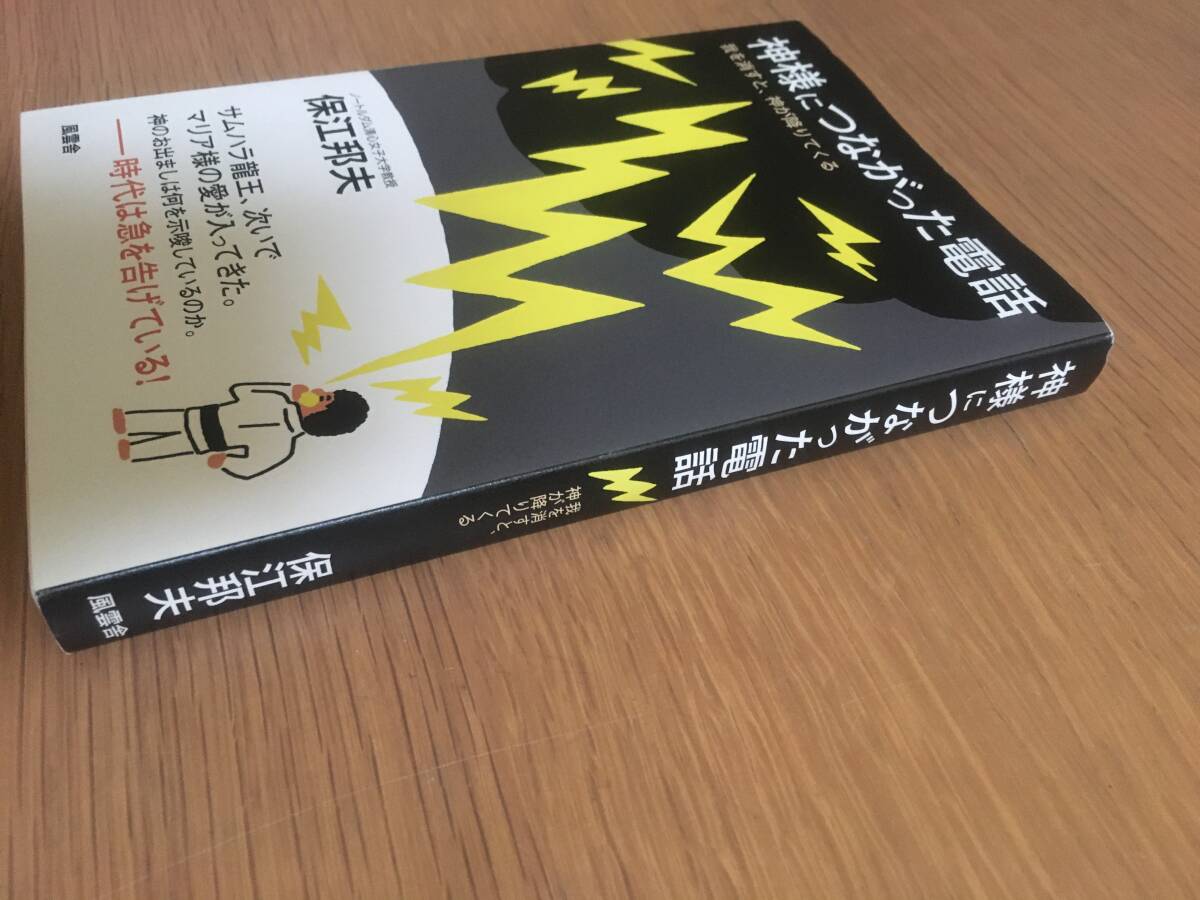 神様につながった電話
我を消すと、神が降りてくる
ノートルダム清心女子大学教授
保江邦夫
サムハラ龍王、次いで
マリア様の愛が入ってきた。
神のお出ましは何を示唆しているのか。
――時代は急を告げている!
風雲舎
神様につながった電話
我を消すと、
神が降りてくる
保江邦夫
風雲舎